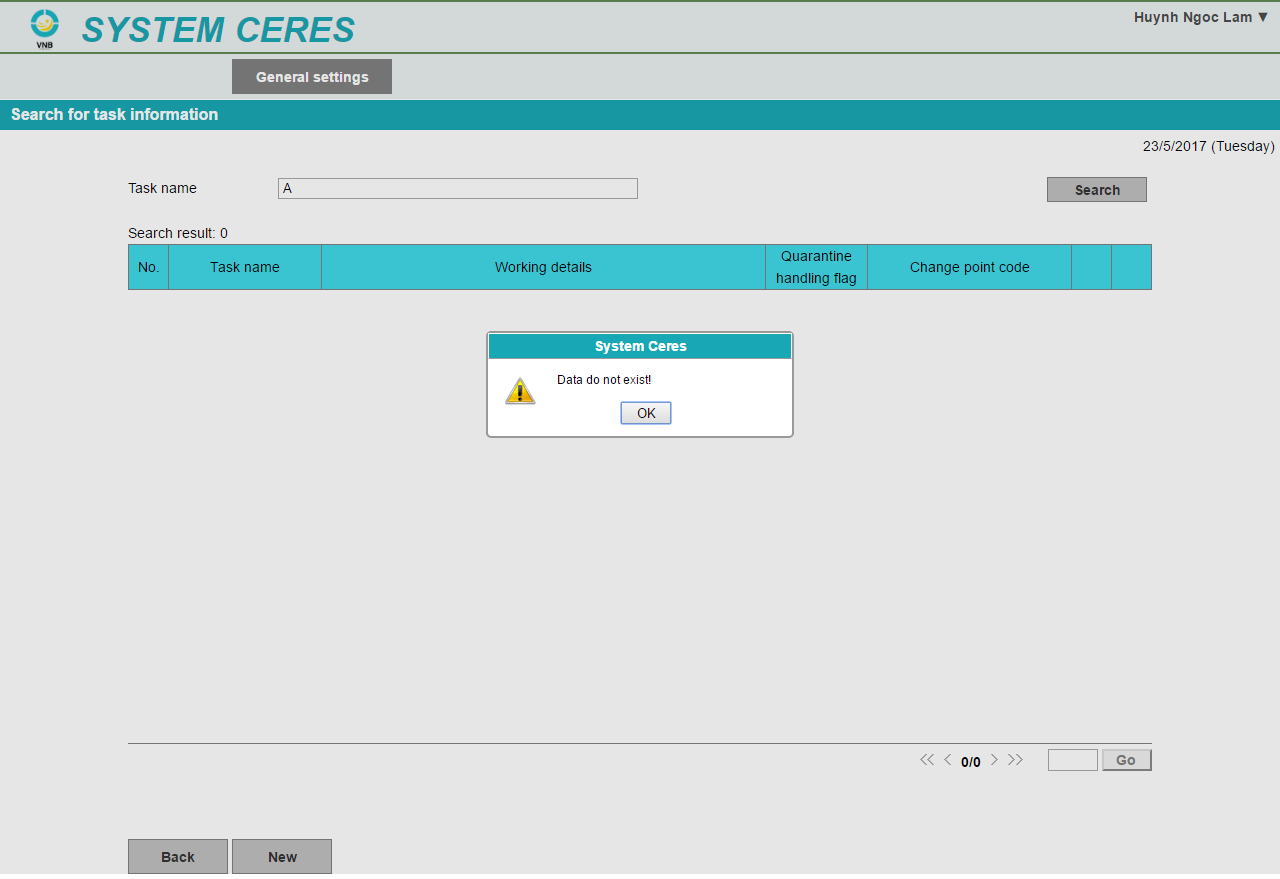 VNB
SYSTEM CERES
Huynh Ngoc Lam ▼
General settings
Search for task information
23/5/2017 (Tuesday)
Task name
A
Search
Search result: 0
No.
Task name
Working details
Quarantine
handling flag
Change point code
System Ceres
Data do not exist!
OK
<< < 0/0 > >>
Go
Back
New